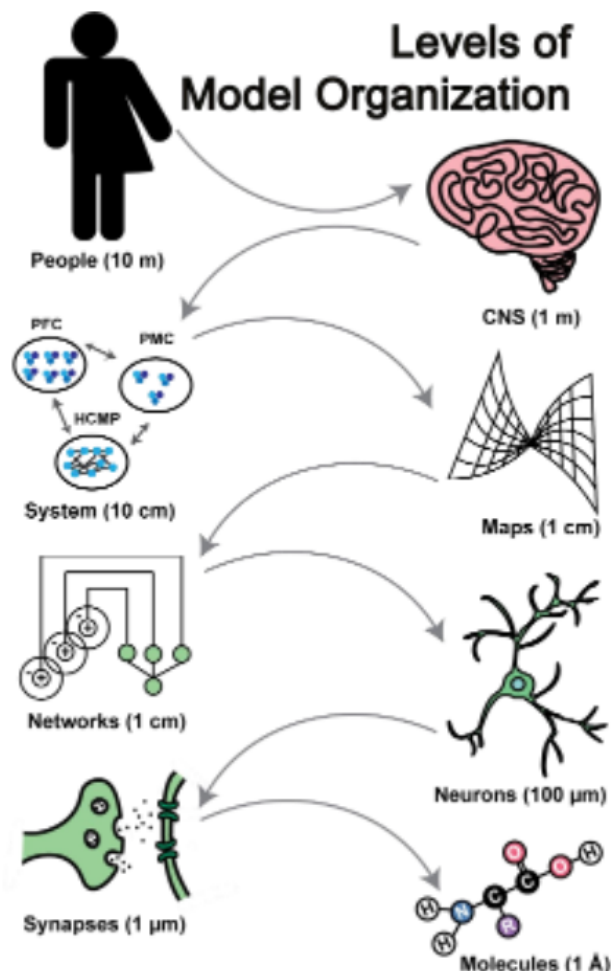 Levels of
Model Organization
People (10 m)
CNS (1 m)
PFC
PMC
HCMP
System (10 cm)
Maps (1 cm)
Networks (1 cm)
- +
- +
- +
Neurons (100 µm)
Synapses (1 µm)
O
H
H
N
C
C
O
H
R
Molecules (1 Å)